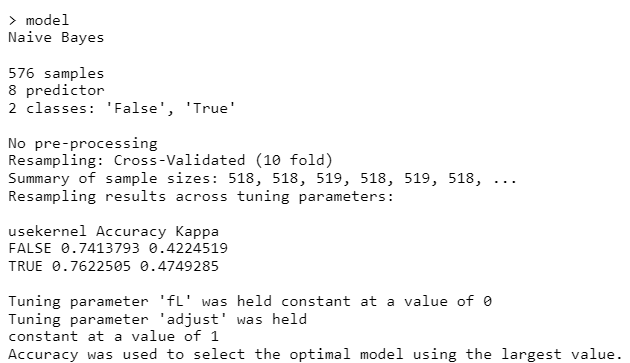 > model
Naive Bayes
576 samples
8 predictor
2 classes: 'False', 'True'
No pre-processing
Resampling: Cross-Validated (10 fold)
Summary of sample sizes: 518, 518, 519, 518, 519, 518, ...
Resampling results across tuning parameters:
usekernel Accuracy Kappa
FALSE 0.7413793 0.4224519
TRUE 0.7622505 0.4749285
Tuning parameter 'fL' was held constant at a value of 0
Tuning parameter 'adjust' was held
constant at a value of 1
Accuracy was used to select the optimal model using the largest value.